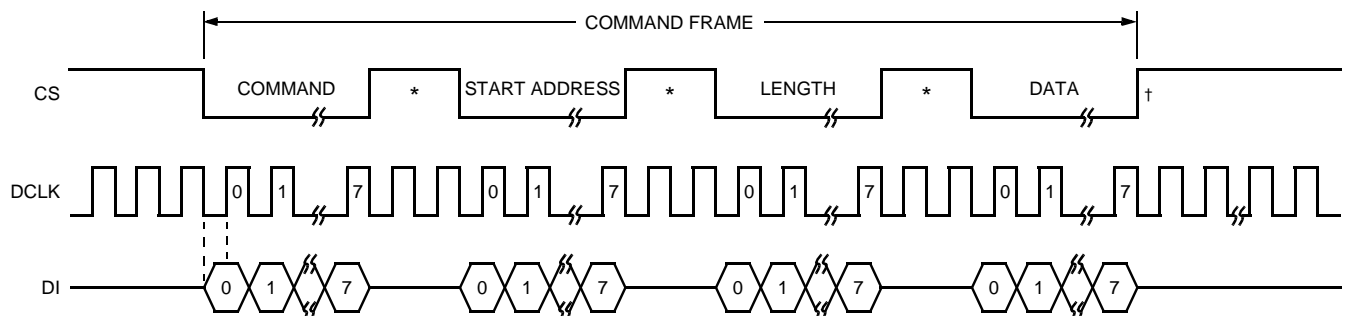 COMMAND FRAME
CS COMMAND * START ADDRESS * LENGTH * DATA †
DCLK 0 1 7 0 1 7 0 1 7 0 1 7
DI 0 1 7 0 1 7 0 1 7 0 1 7